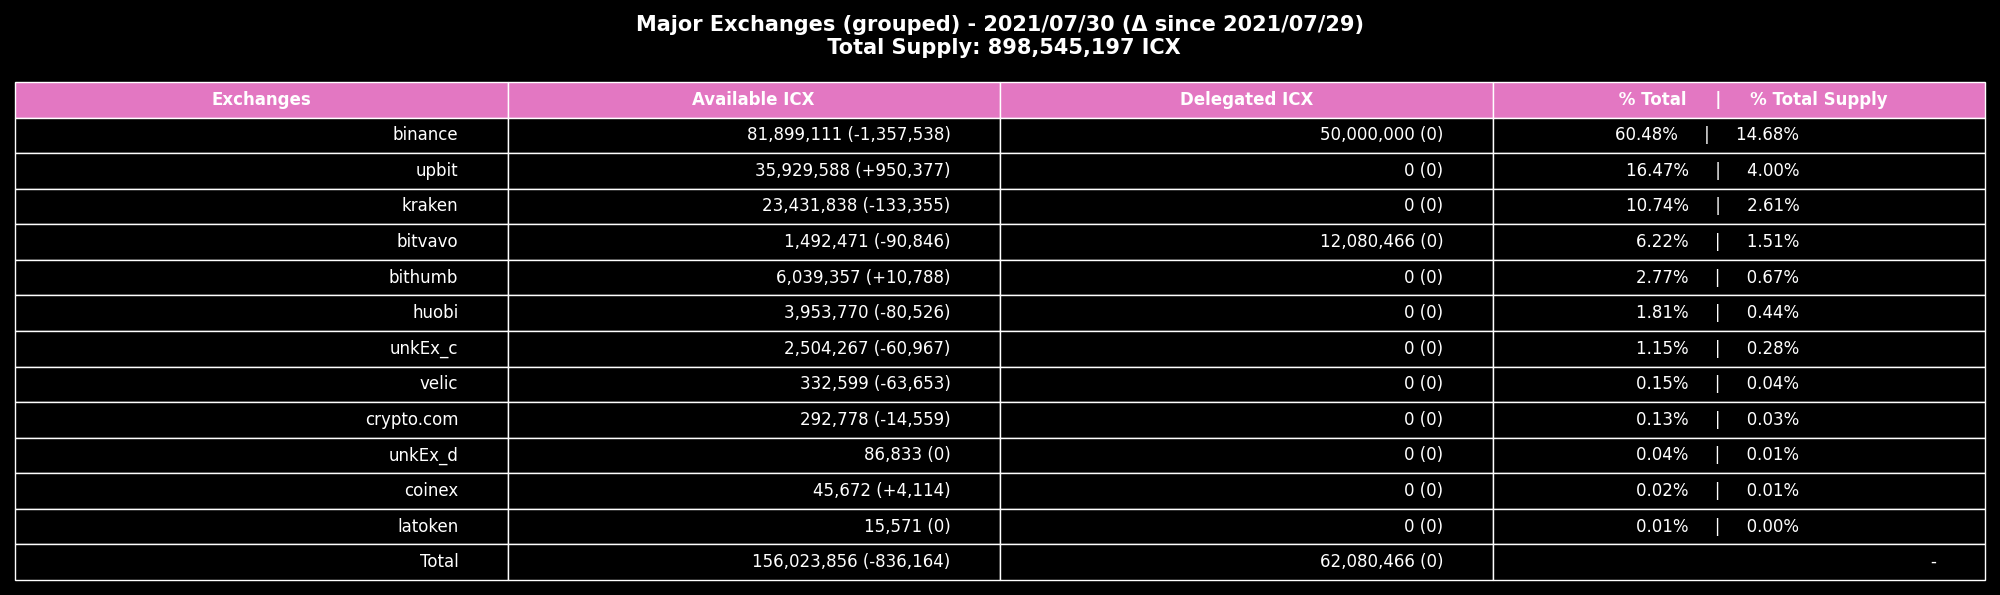 Major Exchanges (grouped) - 2021/07/30 (Δ since 2021/07/29)
Total Supply: 898,545,197 ICX
Exchanges Available ICX Delegated ICX % Total | % Total Supply
binance 81,899,111 (-1,357,538) 50,000,000 (0) 60.48% | 14.68%
upbit 35,929,588 (+950,377) 0 (0) 16.47% | 4.00%
kraken 23,431,838 (-133,355) 0 (0) 10.74% | 2.61%
bitvavo 1,492,471 (-90,846) 12,080,466 (0) 6.22% | 1.51%
bithumb 6,039,357 (+10,788) 0 (0) 2.77% | 0.67%
huobi 3,953,770 (-80,526) 0 (0) 1.81% | 0.44%
unkEx_c 2,504,267 (-60,967) 0 (0) 1.15% | 0.28%
velic 332,599 (-63,653) 0 (0) 0.15% | 0.04%
crypto.com 292,778 (-14,559) 0 (0) 0.13% | 0.03%
unkEx_d 86,833 (0) 0 (0) 0.04% | 0.01%
coinex 45,672 (+4,114) 0 (0) 0.02% | 0.01%
latoken 15,571 (0) 0 (0) 0.01% | 0.00%
Total 156,023,856 (-836,164) 62,080,466 (0) -